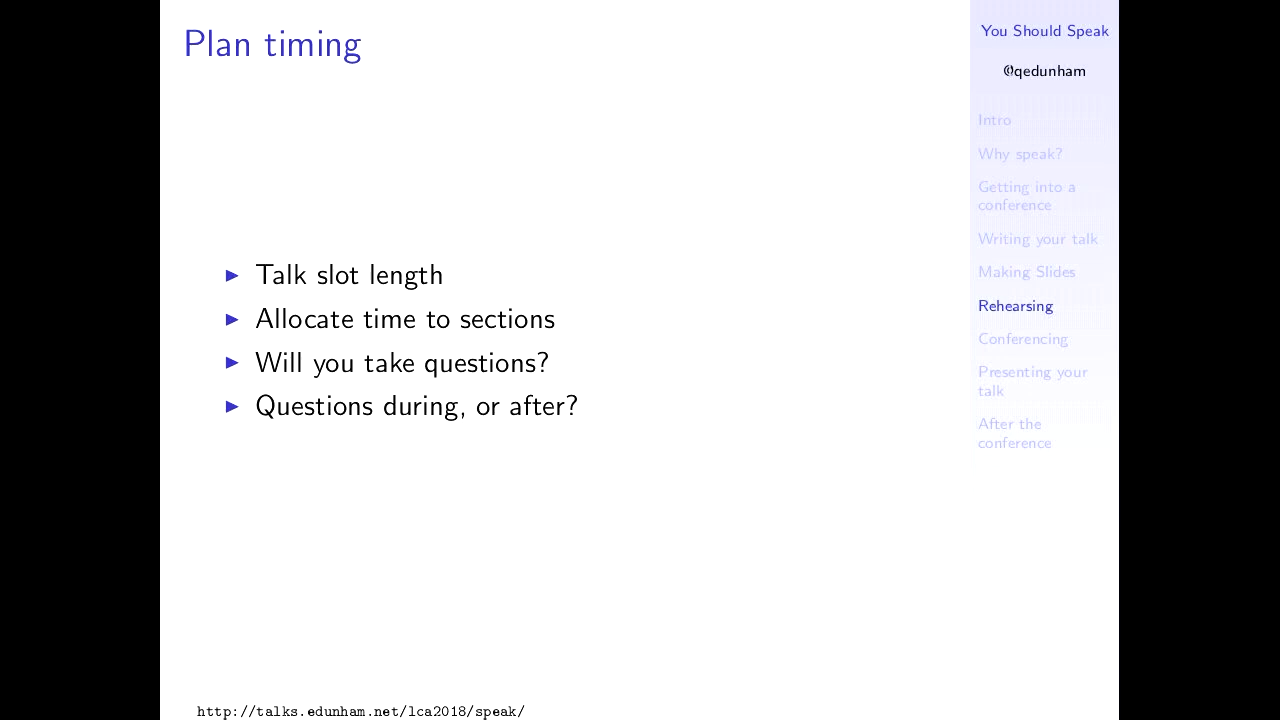 Plan timing
Talk slot length
Allocate time to sections
Will you take questions?
Questions during, or after?
http://talks.edunham.net/lca2018/speak/
You Should Speak
@qedunham
Intro
Why speak?
Getting into a
conference
Writing your talk
Making Slides
Rehearsing
Conferencing
Presenting your
talk
After the
conference